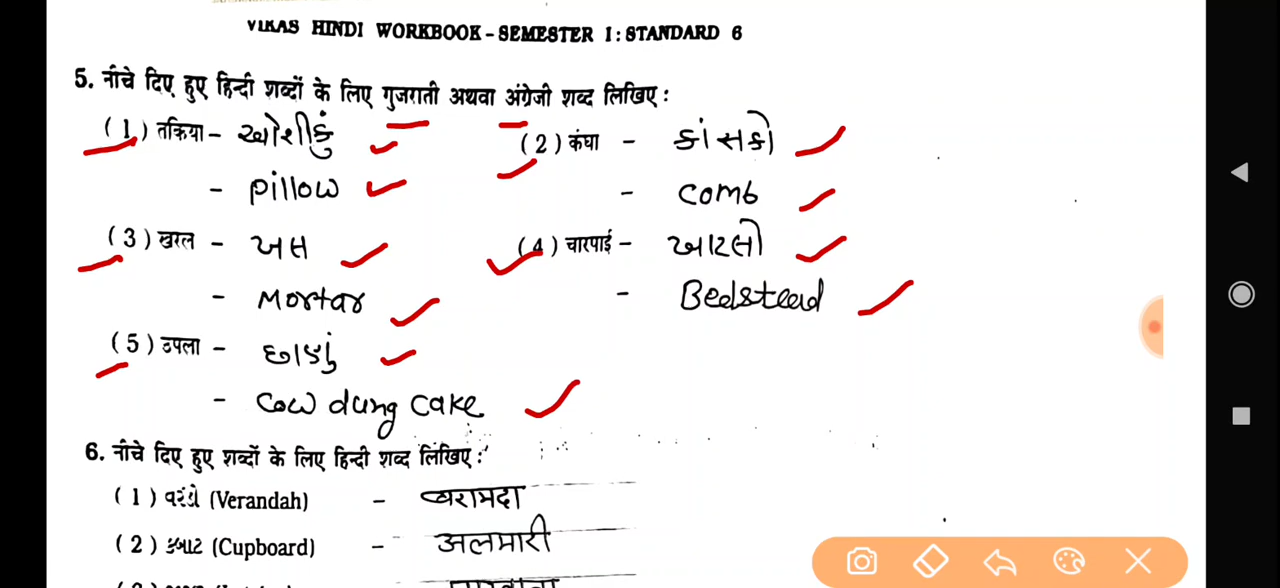 VIKAS HINDI WORKBOOK - SEMESTER I : STANDARD 6
5. नीचे दिए हुए हिन्दी शब्दों के लिए गुजराती अथवा अंग्रेजी शब्द लिखिए :
(1) तकिया - ઓશીકું (2) कंघा - કાંસકો
- pillow - comb
(3) खरल - ખલ (4) चारपाई - ખાટલો
- Mortar - Bedstead
(5) उपला - છાણું
- cow dung cake
6. नीचे दिए हुए शब्दों के लिए हिन्दी शब्द लिखिए :
(1) વરંડો (Verandah) - बरामदा
(2) કબાટ (Cupboard) - अलमारी